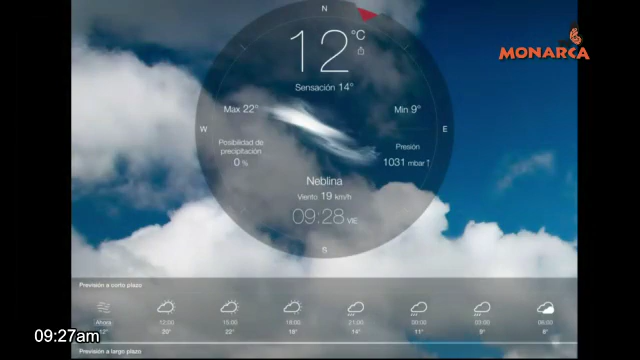 N
12°C
MONARCA
Sensación 14°
Max 22°
Min 9°
W
E
Posibilidad de
precipitación
0 %
Presión
1031 mbar↑
Neblina
Viento 19 km/h
09:28 VIE
S
Previsión a corto plazo
Ahora 12:00 15:00 18:00 21:00 00:00 03:00 06:00
12° 20° 22° 18° 14° 11° 9° 8°
09:27am
Previsión a largo plazo